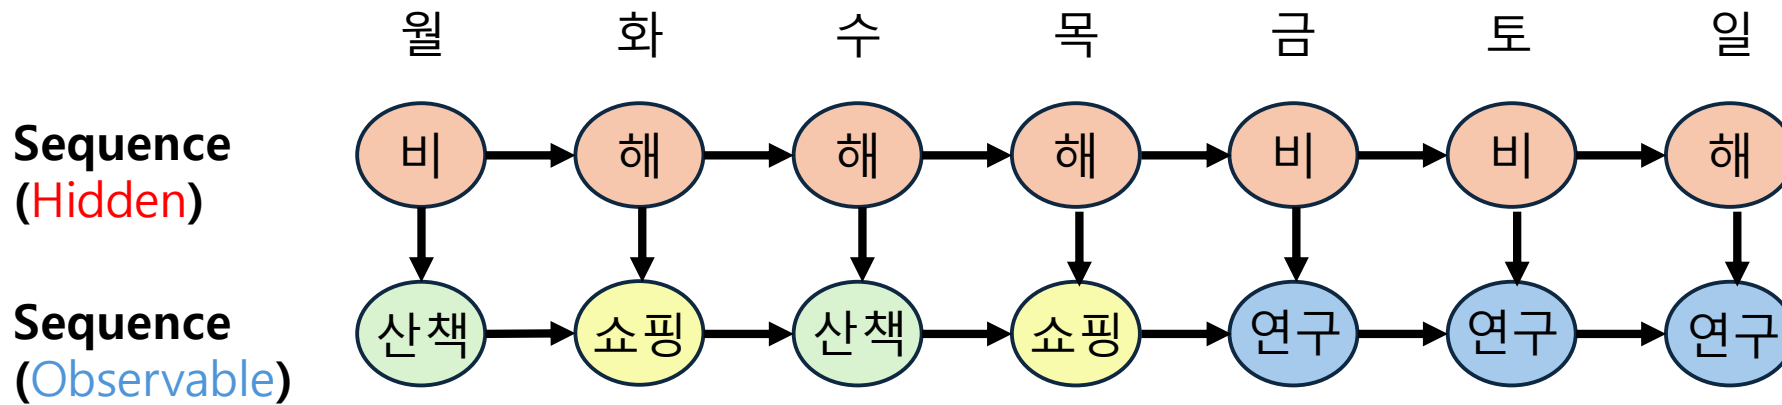 월 화 수 목 금 토 일
Sequence
(Hidden)
비 해 해 해 비 비 해
Sequence
(Observable)
산책 쇼핑 산책 쇼핑 연구 연구 연구